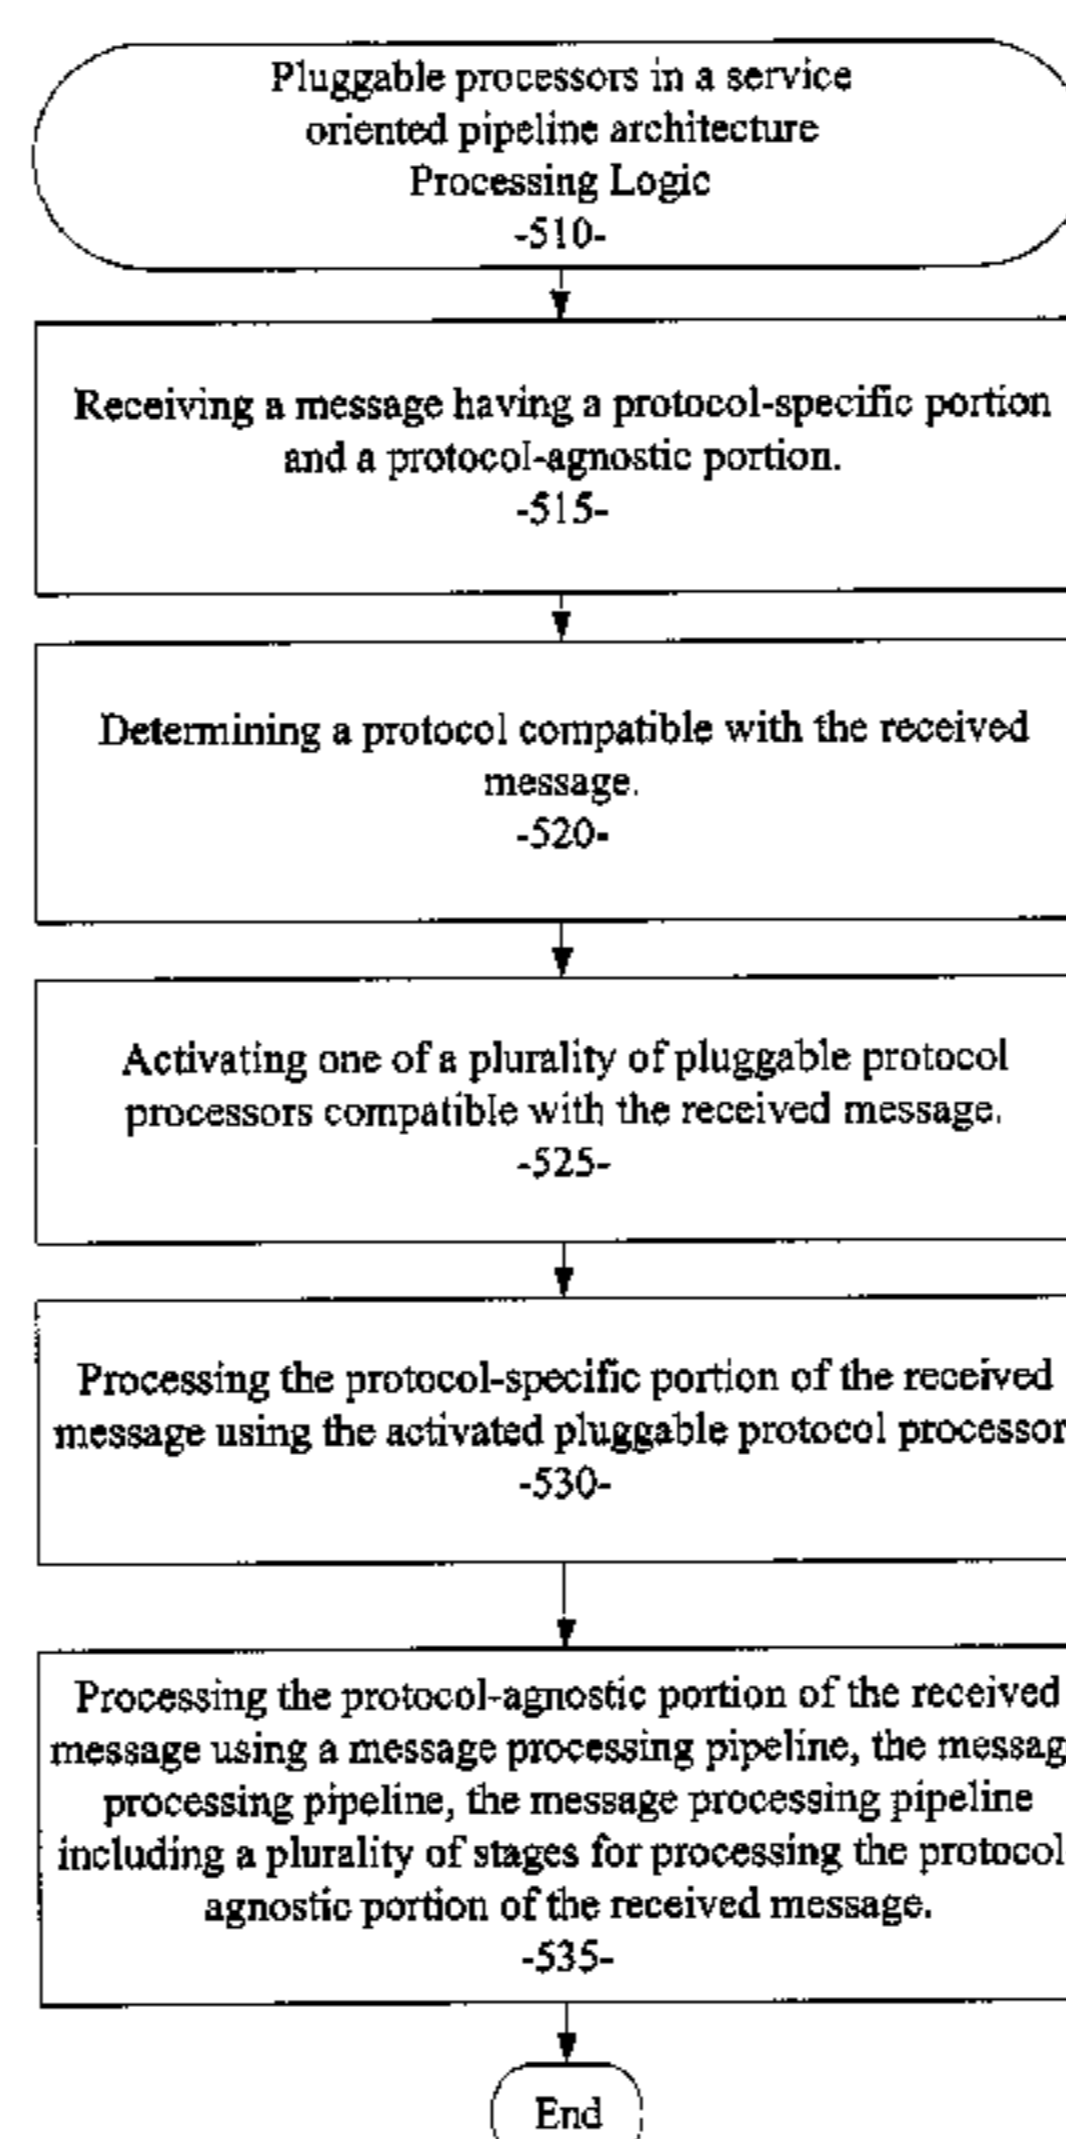 Pluggable processors in a service
oriented pipeline architecture
Processing Logic
-510-
Receiving a message having a protocol-specific portion
and a protocol-agnostic portion.
-515-
Determining a protocol compatible with the received
message.
-520-
Activating one of a plurality of pluggable protocol
processors compatible with the received message.
-525-
Processing the protocol-specific portion of the received
message using the activated pluggable protocol processor
-530-
Processing the protocol-agnostic portion of the received
message using a message processing pipeline, the messag
processing pipeline, the message processing pipeline
including a plurality of stages for processing the protocol-
agnostic portion of the received message.
-535-
End